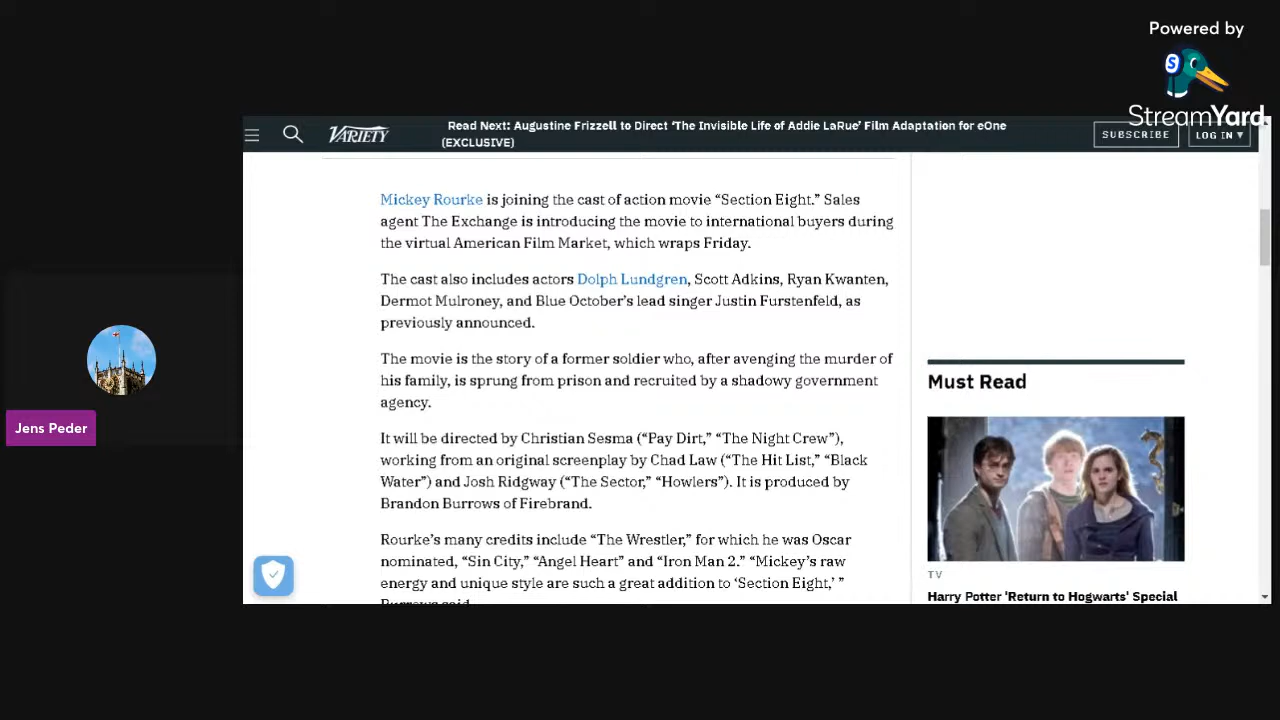 Powered by
S
StreamYard
VARIETY
Read Next: Augustine Frizzell to Direct ‘The Invisible Life of Addie LaRue’ Film Adaptation for eOne
(EXCLUSIVE)
SUBSCRIBE
LOG IN ▼
Mickey Rourke is joining the cast of action movie “Section Eight.” Sales
agent The Exchange is introducing the movie to international buyers during
the virtual American Film Market, which wraps Friday.
The cast also includes actors Dolph Lundgren, Scott Adkins, Ryan Kwanten,
Dermot Mulroney, and Blue October’s lead singer Justin Furstenfeld, as
previously announced.
The movie is the story of a former soldier who, after avenging the murder of
his family, is sprung from prison and recruited by a shadowy government
agency.
It will be directed by Christian Sesma (“Pay Dirt,” “The Night Crew”),
working from an original screenplay by Chad Law (“The Hit List,” “Black
Water”) and Josh Ridgway (“The Sector,” “Howlers”). It is produced by
Brandon Burrows of Firebrand.
Rourke’s many credits include “The Wrestler,” for which he was Oscar
nominated, “Sin City,” “Angel Heart” and “Iron Man 2.” “Mickey’s raw
energy and unique style are such a great addition to ‘Section Eight,’ ”
Burrows said.
Must Read
TV
Harry Potter 'Return to Hogwarts' Special
Jens Peder